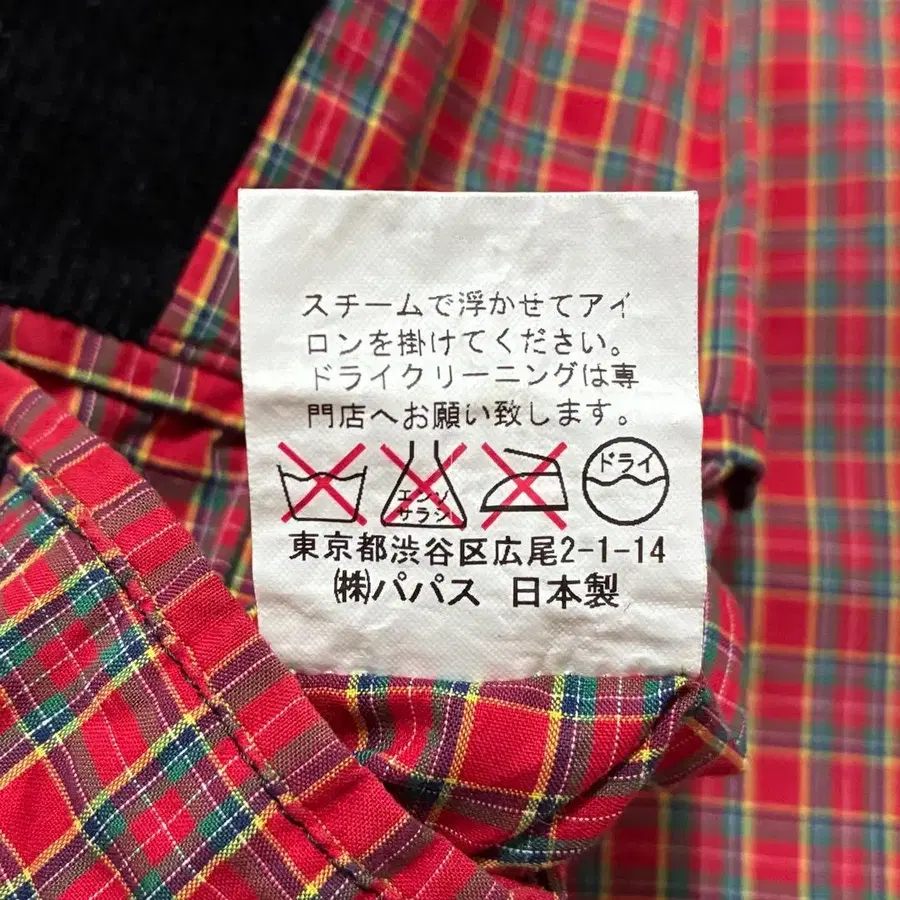 スチームで浮かせてアイ
ロンを掛けてください。
ドライクリーニングは専
門店へお願い致します。
エンソ
サラシ
ドライ
東京都渋谷区広尾2-1-14
㈱パパス 日本製